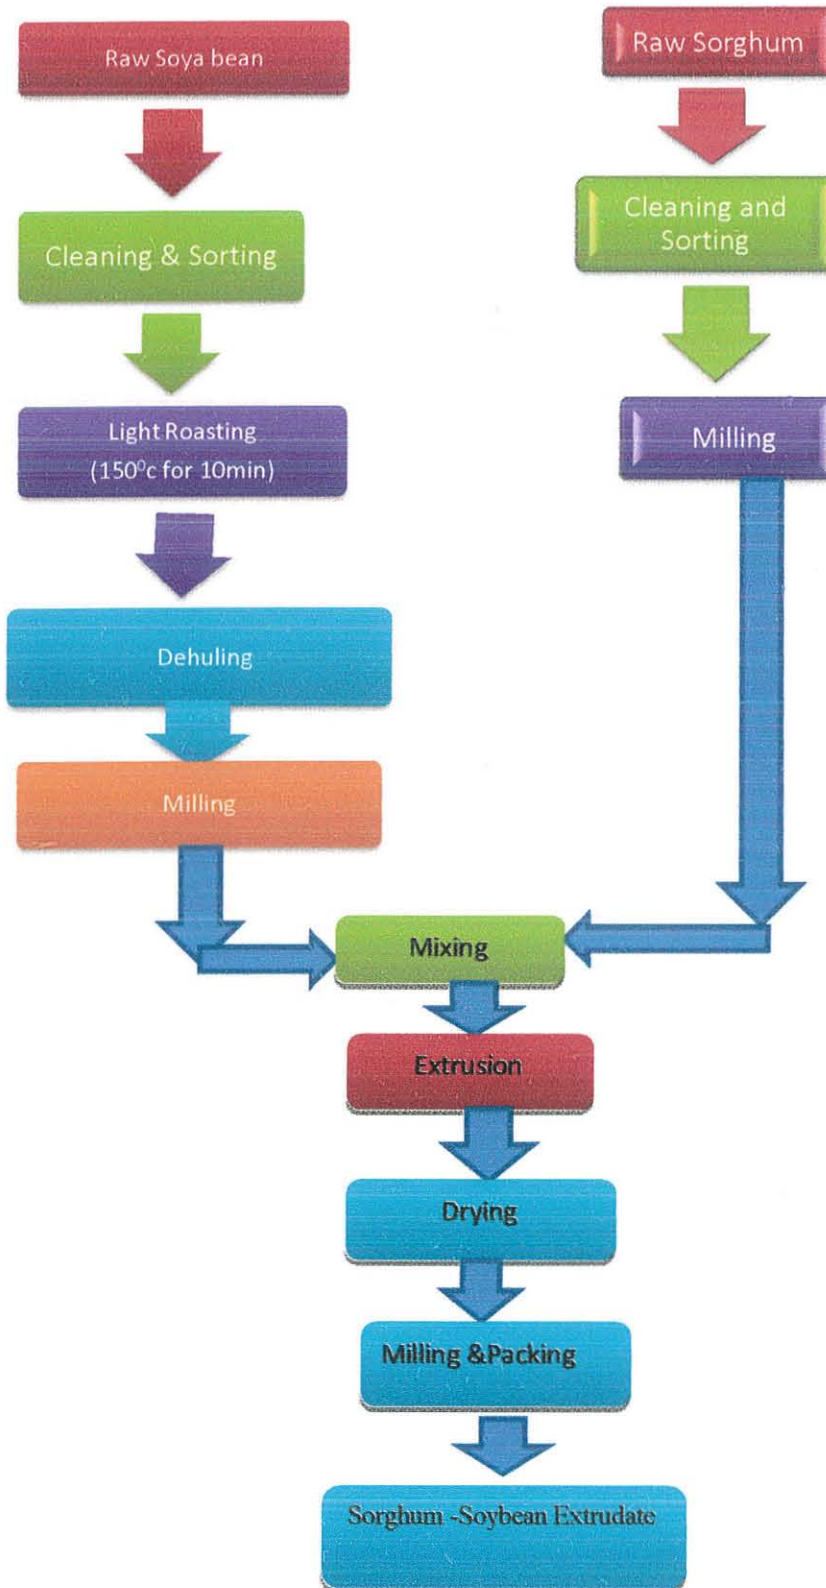 Raw Soya bean
Cleaning & Sorting
Light Roasting
(150⁰c for 10min)
Dehuling
Milling
Raw Sorghum
Cleaning and
Sorting
Milling
Mixing
Extrusion
Drying
Milling &Packing
Sorghum -Soybean Extrudate